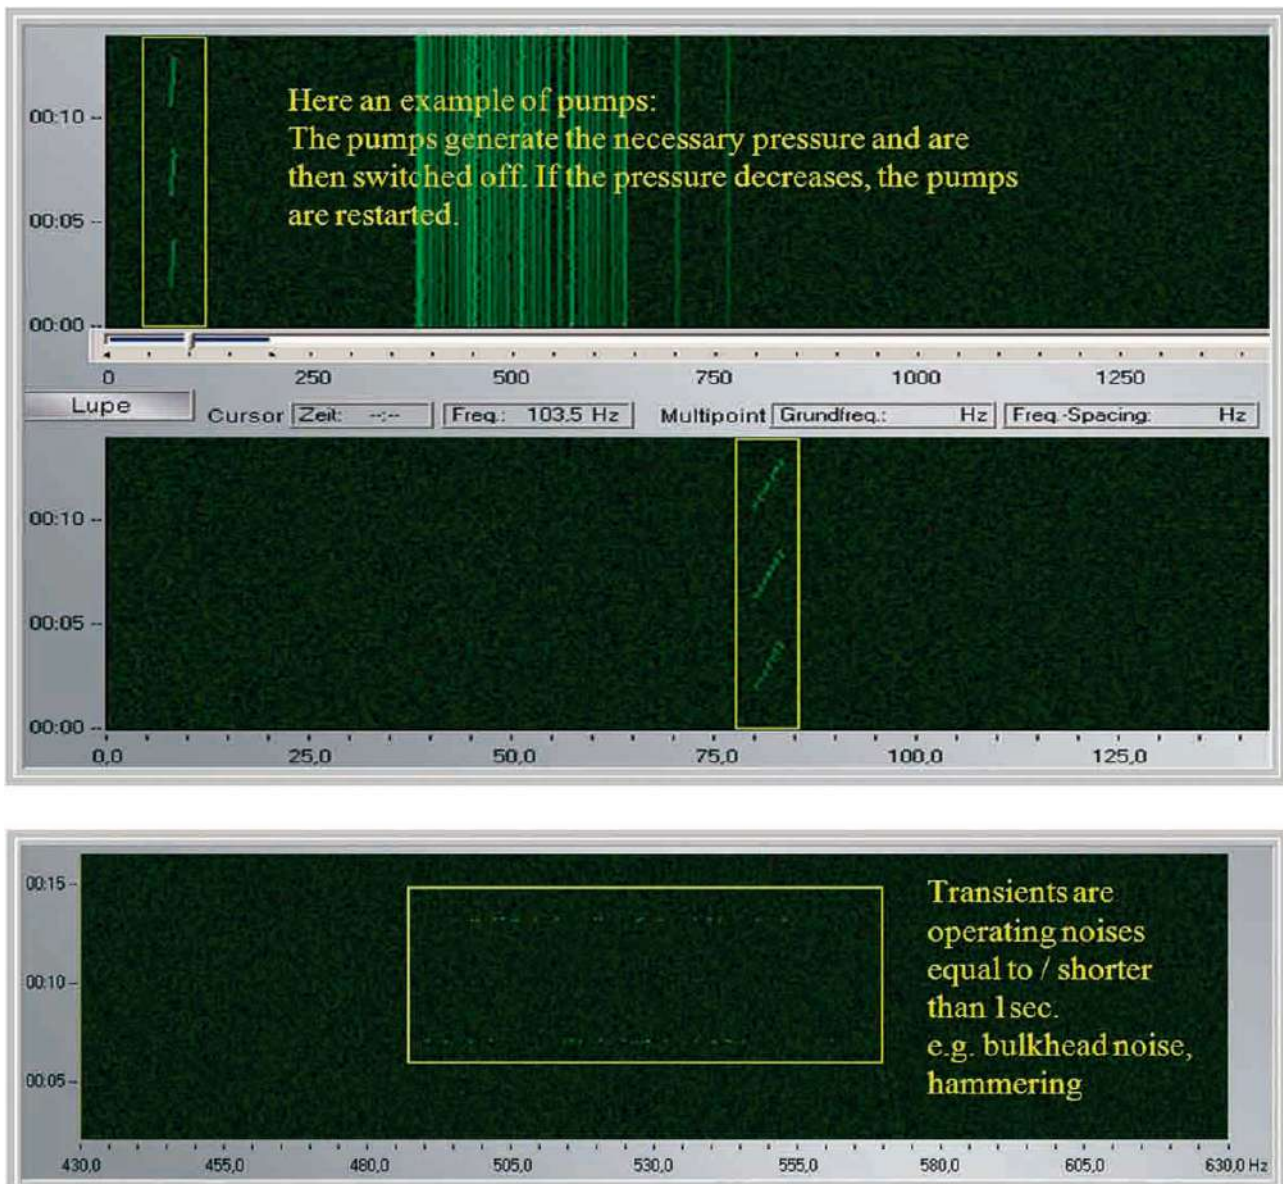 Here an example of pumps:
The pumps generate the necessary pressure and are
then switched off. If the pressure decreases, the pumps
are restarted.
00:10
00:05
00:00
0 250 500 750 1000 1250
Lupe Cursor Zeit: --:-- Freq.: 103.5 Hz Multipoint Grundfreq.: Hz Freq.-Spacing: Hz
00:10
00:05
00:00
0,0 25,0 50,0 75,0 100,0 125,0
00:15
00:10
00:05
Transients are
operating noises
equal to / shorter
than 1sec.
e.g. bulkhead noise,
hammering
430,0 455,0 480,0 505,0 530,0 555,0 580,0 605,0 630,0 Hz